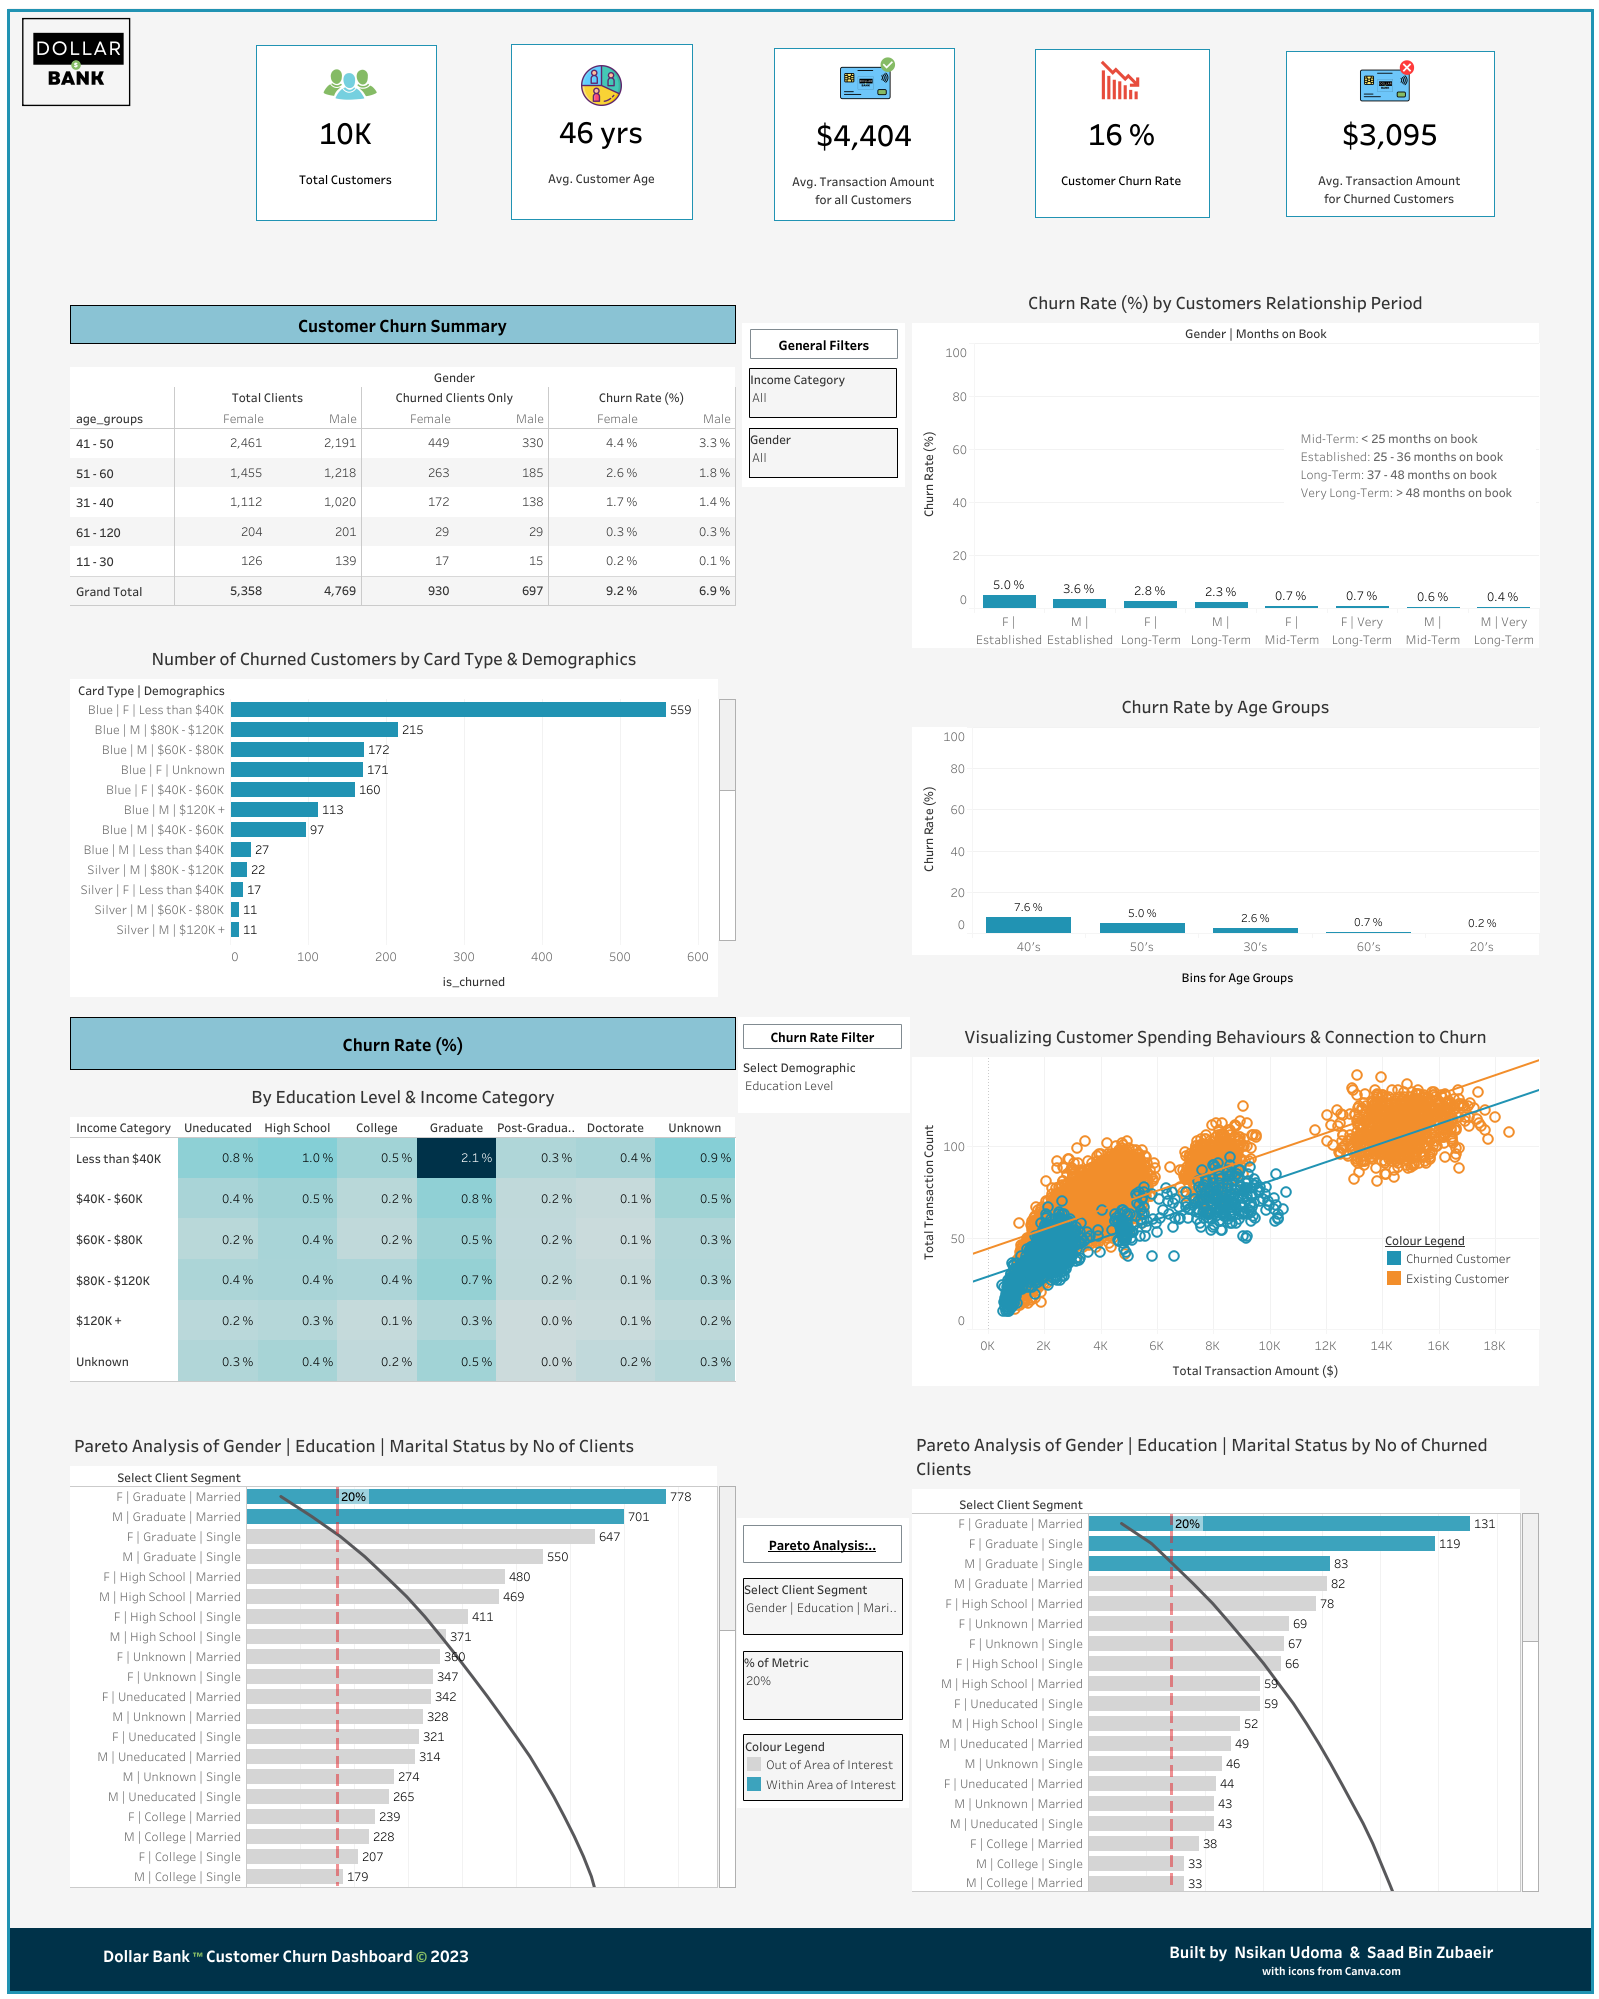 DOLLAR
BANK
10K
Total Customers
46 yrs
Avg. Customer Age
$4,404
Avg. Transaction Amount
for all Customers
16 %
Customer Churn Rate
$3,095
Avg. Transaction Amount
for Churned Customers
Customer Churn Summary
Gender
Total Clients Churned Clients Only Churn Rate (%)
age_groups Female Male Female Male Female Male
41 - 50 2,461 2,191 449 330 4.4 % 3.3 %
51 - 60 1,455 1,218 263 185 2.6 % 1.8 %
31 - 40 1,112 1,020 172 138 1.7 % 1.4 %
61 - 120 204 201 29 29 0.3 % 0.3 %
11 - 30 126 139 17 15 0.2 % 0.1 %
Grand Total 5,358 4,769 930 697 9.2 % 6.9 %
General Filters
Income Category
All
Gender
All
Churn Rate (%) by Customers Relationship Period
Gender | Months on Book
Churn Rate (%)
100
80
60
40
20
0
Mid-Term: < 25 months on book
Established: 25 - 36 months on book
Long-Term: 37 - 48 months on book
Very Long-Term: > 48 months on book
5.0 % 3.6 % 2.8 % 2.3 % 0.7 % 0.7 % 0.6 % 0.4 %
F | M | F | M | F | F | Very M | M | Very
Established Established Long-Term Long-Term Mid-Term Long-Term Mid-Term Long-Term
Number of Churned Customers by Card Type & Demographics
Card Type | Demographics
Blue | F | Less than $40K 559
Blue | M | $80K - $120K 215
Blue | M | $60K - $80K 172
Blue | F | Unknown 171
Blue | F | $40K - $60K 160
Blue | M | $120K + 113
Blue | M | $40K - $60K 97
Blue | M | Less than $40K 27
Silver | M | $80K - $120K 22
Silver | F | Less than $40K 17
Silver | M | $60K - $80K 11
Silver | M | $120K + 11
0 100 200 300 400 500 600
is_churned
Churn Rate by Age Groups
Churn Rate (%)
100
80
60
40
20
0
7.6 % 5.0 % 2.6 % 0.7 % 0.2 %
40's 50's 30's 60's 20's
Bins for Age Groups
Churn Rate (%)
By Education Level & Income Category
Income Category Uneducated High School College Graduate Post-Gradua.. Doctorate Unknown
Less than $40K 0.8 % 1.0 % 0.5 % 2.1 % 0.3 % 0.4 % 0.9 %
$40K - $60K 0.4 % 0.5 % 0.2 % 0.8 % 0.2 % 0.1 % 0.5 %
$60K - $80K 0.2 % 0.4 % 0.2 % 0.5 % 0.2 % 0.1 % 0.3 %
$80K - $120K 0.4 % 0.4 % 0.4 % 0.7 % 0.2 % 0.1 % 0.3 %
$120K + 0.2 % 0.3 % 0.1 % 0.3 % 0.0 % 0.1 % 0.2 %
Unknown 0.3 % 0.4 % 0.2 % 0.5 % 0.0 % 0.2 % 0.3 %
Churn Rate Filter
Select Demographic
Education Level
Visualizing Customer Spending Behaviours & Connection to Churn
Total Transaction Count
100
50
0
Colour Legend
Churned Customer
Existing Customer
0K 2K 4K 6K 8K 10K 12K 14K 16K 18K
Total Transaction Amount ($)
Pareto Analysis of Gender | Education | Marital Status by No of Clients
Select Client Segment
20%
F | Graduate | Married 778
M | Graduate | Married 701
F | Graduate | Single 647
M | Graduate | Single 550
F | High School | Married 480
M | High School | Married 469
F | High School | Single 411
M | High School | Single 371
F | Unknown | Married 360
F | Unknown | Single 347
F | Uneducated | Married 342
M | Unknown | Married 328
F | Uneducated | Single 321
M | Uneducated | Married 314
M | Unknown | Single 274
M | Uneducated | Single 265
F | College | Married 239
M | College | Married 228
F | College | Single 207
M | College | Single 179
Pareto Analysis:..
Select Client Segment
Gender | Education | Mari..
% of Metric
20%
Colour Legend
Out of Area of Interest
Within Area of Interest
Pareto Analysis of Gender | Education | Marital Status by No of Churned
Clients
Select Client Segment
20%
F | Graduate | Married 131
F | Graduate | Single 119
M | Graduate | Single 83
M | Graduate | Married 82
F | High School | Married 78
F | Unknown | Married 69
F | Unknown | Single 67
F | High School | Single 66
M | High School | Married 59
F | Uneducated | Single 59
M | High School | Single 52
M | Uneducated | Married 49
M | Unknown | Single 46
F | Uneducated | Married 44
M | Unknown | Married 43
M | Uneducated | Single 43
F | College | Married 38
M | College | Single 33
M | College | Married 33
Dollar Bank ™ Customer Churn Dashboard © 2023
Built by Nsikan Udoma & Saad Bin Zubaeir
with icons from Canva.com